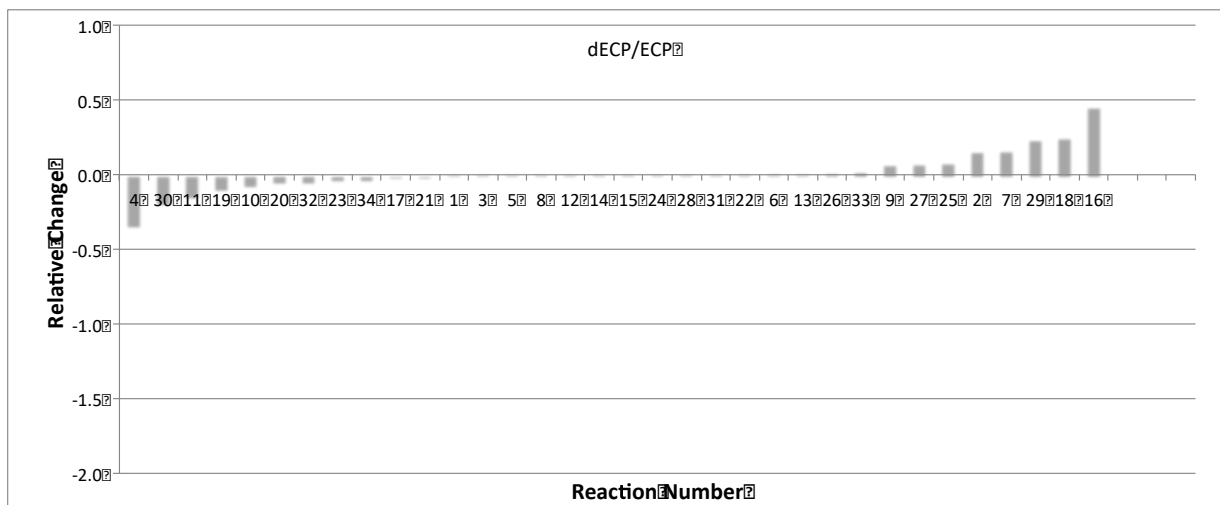 1.0⍰
dECP/ECP⍰
0.5⍰
0.0⍰
4⍰ 30⍰ 11⍰ 19⍰ 10⍰ 20⍰ 32⍰ 23⍰ 34⍰ 17⍰ 21⍰ 1⍰ 3⍰ 5⍰ 8⍰ 12⍰ 14⍰ 15⍰ 24⍰ 28⍰ 31⍰ 22⍰ 6⍰ 13⍰ 26⍰ 33⍰ 9⍰ 27⍰ 25⍰ 2⍰ 7⍰ 29⍰ 18⍰ 16⍰
-0.5⍰
-1.0⍰
-1.5⍰
-2.0⍰
Relative⍰Change⍰
Reaction⍰Number⍰